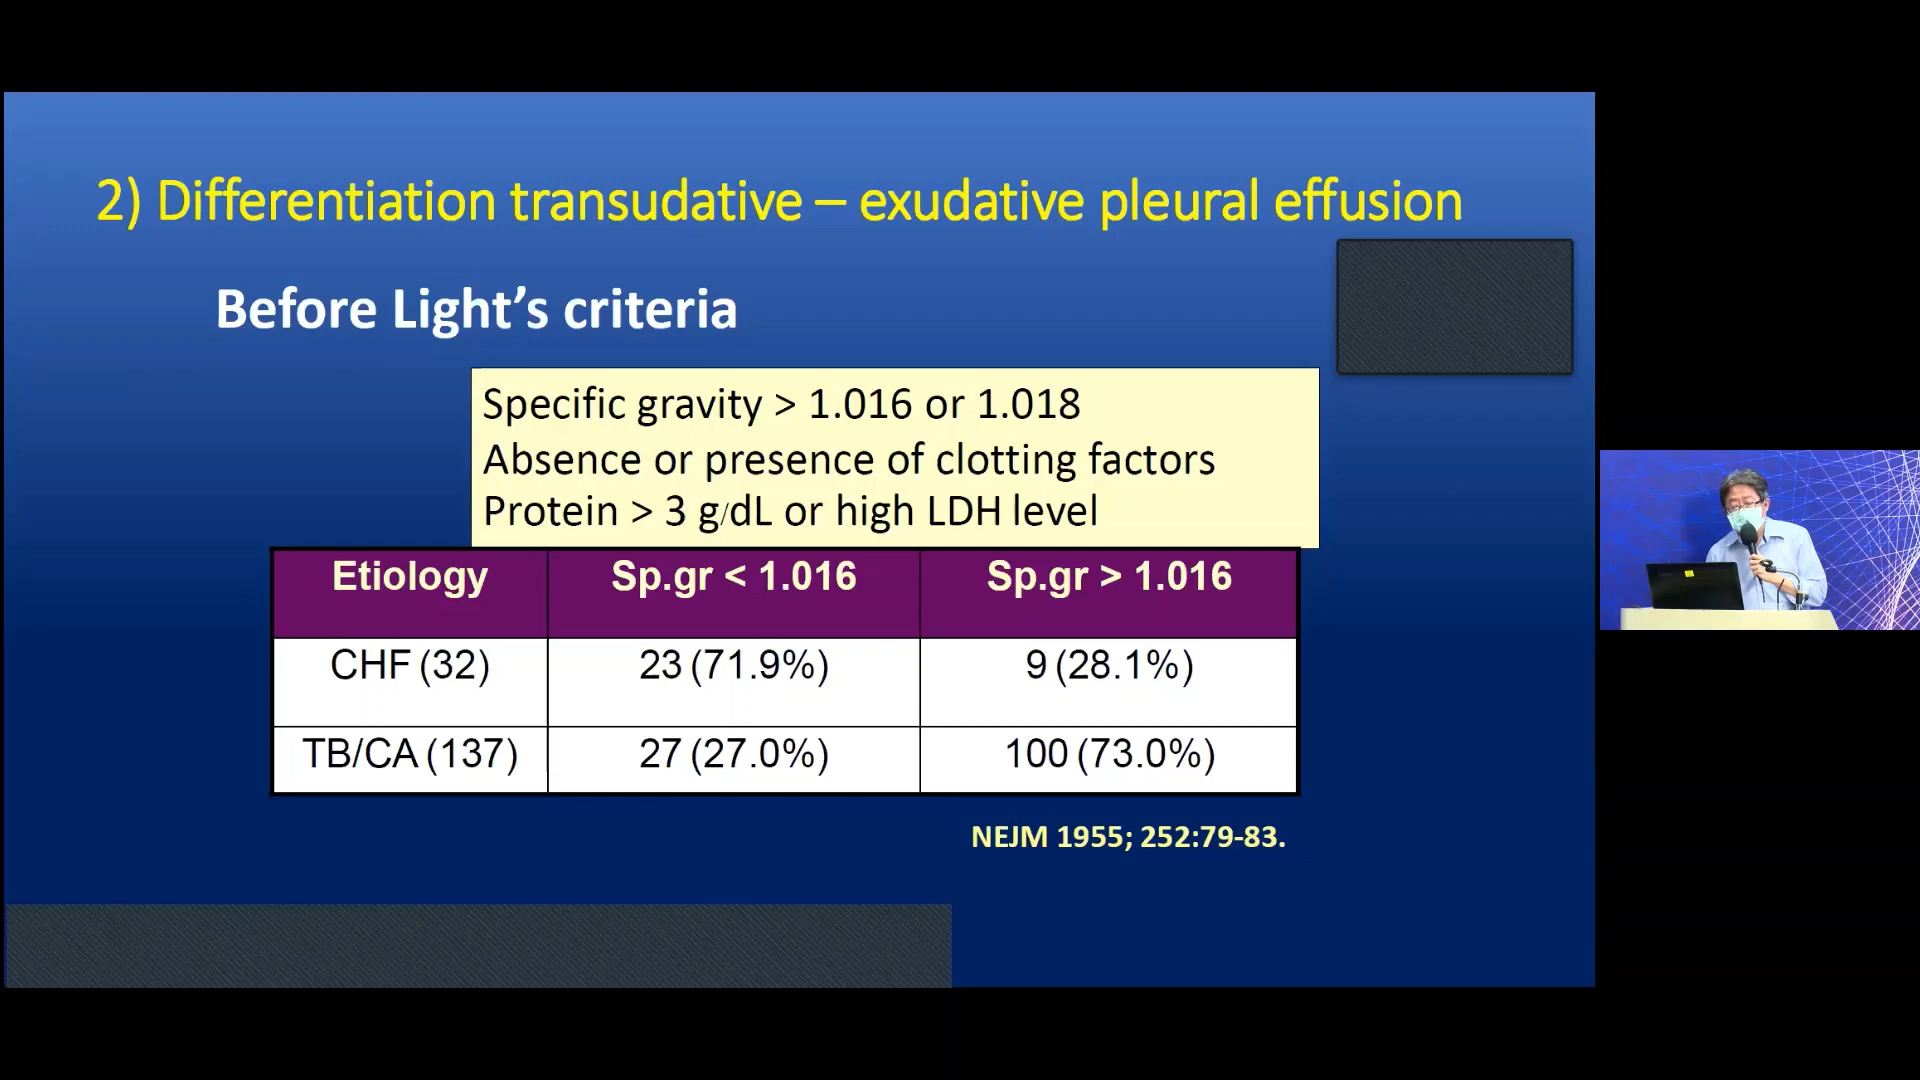 2) Differentiation transudative – exudative pleural effusion
Before Light’s criteria
Specific gravity > 1.016 or 1.018
Absence or presence of clotting factors
Protein > 3 g/dL or high LDH level
Etiology Sp.gr < 1.016 Sp.gr > 1.016
CHF (32) 23 (71.9%) 9 (28.1%)
TB/CA (137) 27 (27.0%) 100 (73.0%)
NEJM 1955; 252:79-83.